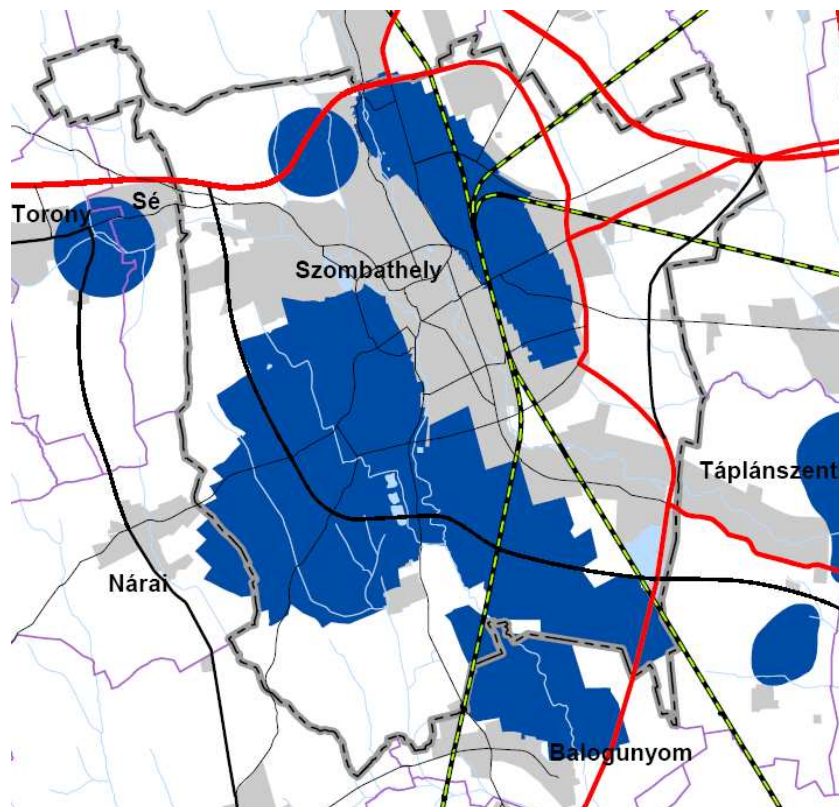 Torony
Sé
Szombathely
Táplánszent
Nárai
Balogunyom